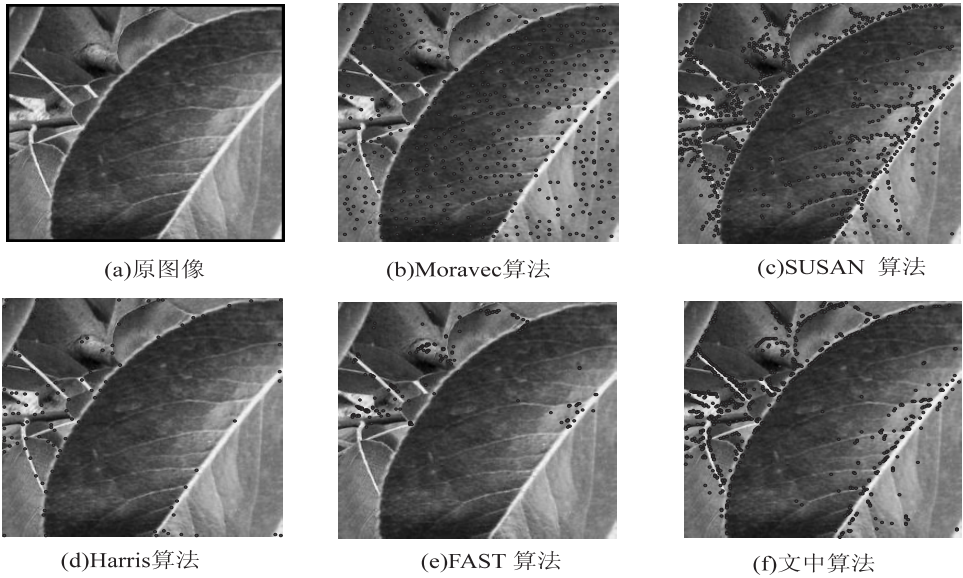 (a)原图像
(b)Moravec算法
(c)SUSAN 算法
(d)Harris算法
(e)FAST 算法
(f)文中算法